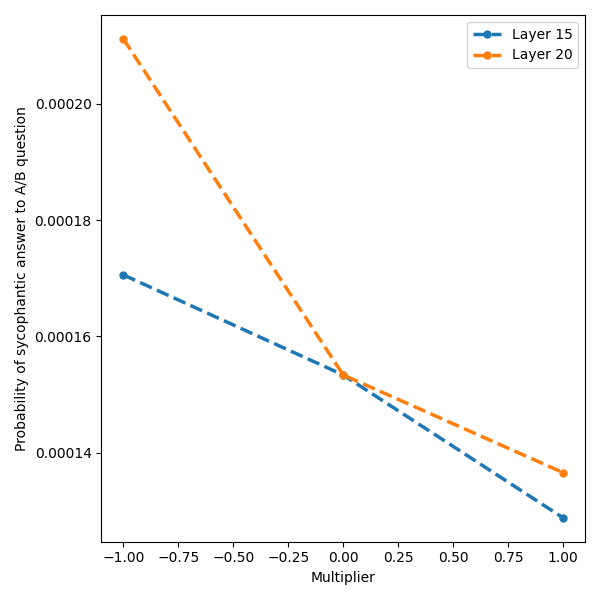 Layer 15
Layer 20
Probability of sycophantic answer to A/B question
0.00020
0.00018
0.00016
0.00014
−1.00 −0.75 −0.50 −0.25 0.00 0.25 0.50 0.75 1.00
Multiplier